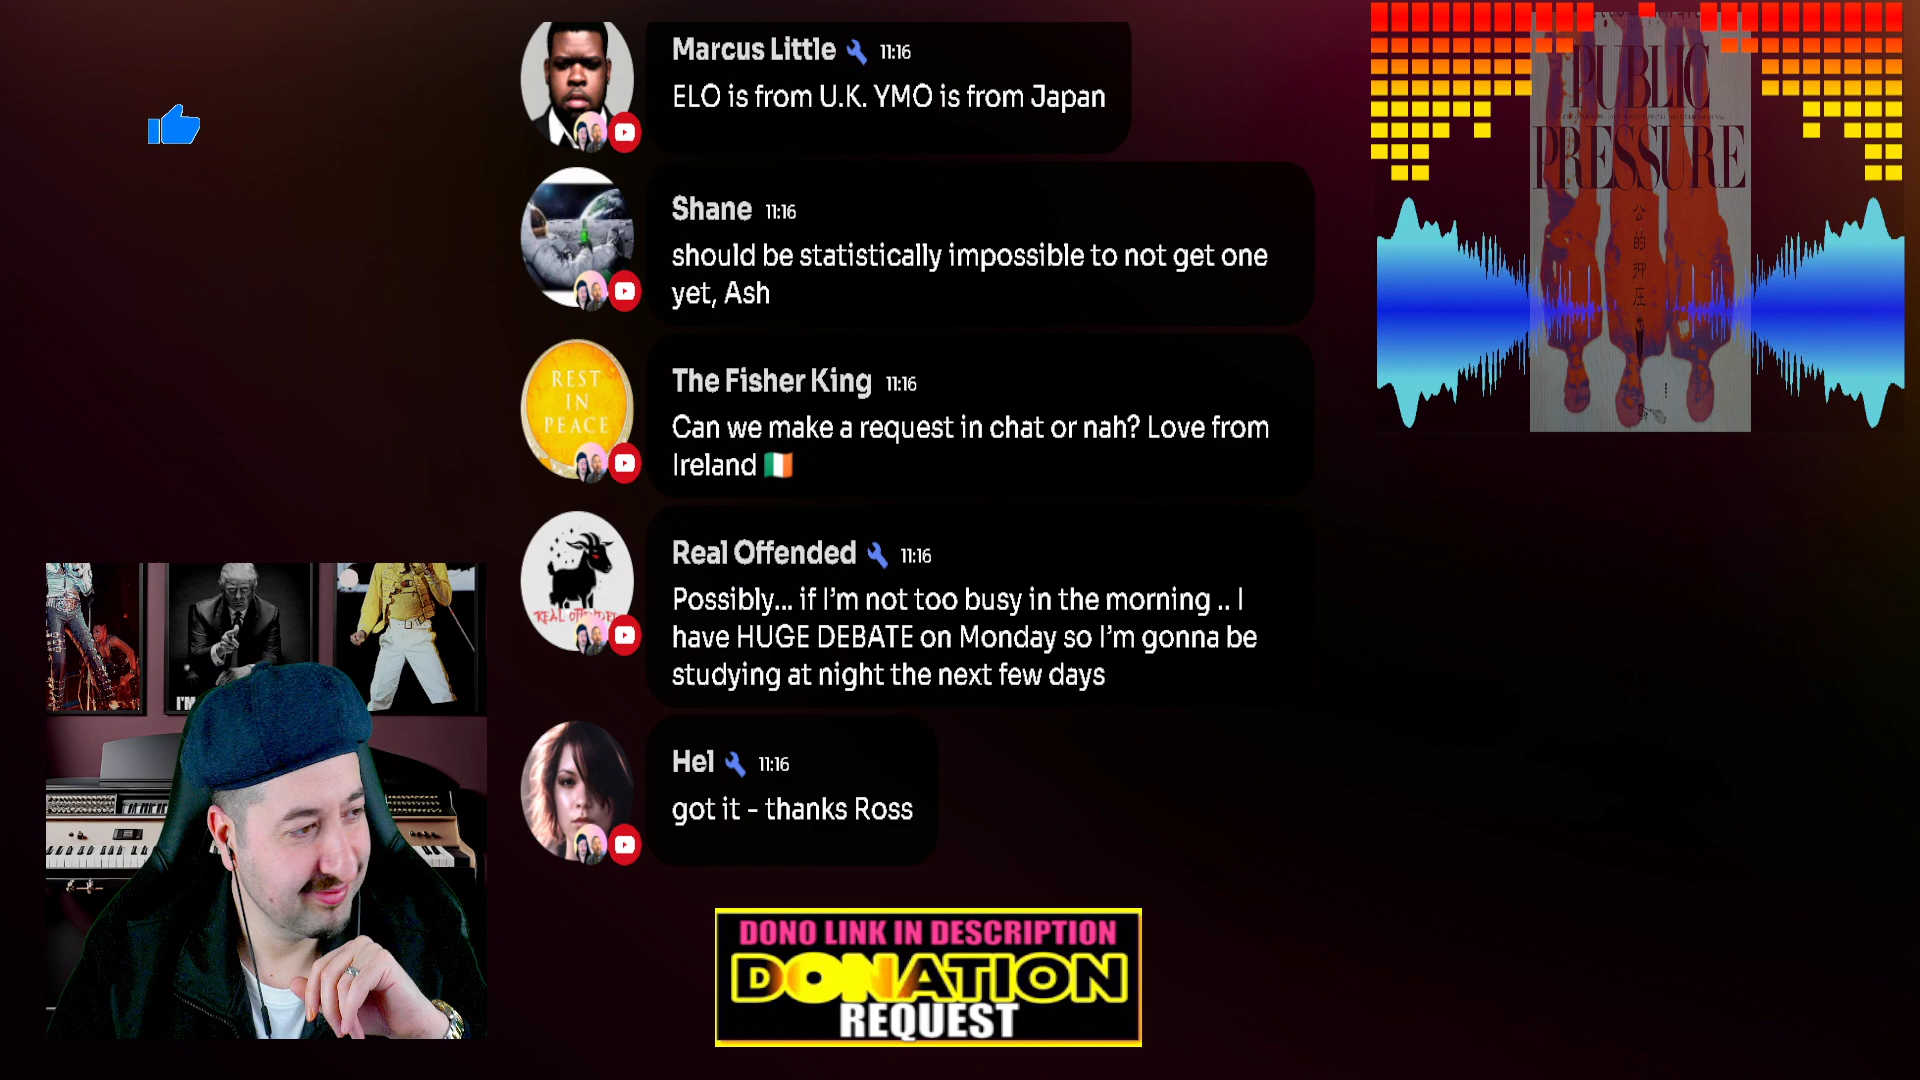 Marcus Little 11:16
ELO is from U.K. YMO is from Japan
Shane 11:16
should be statistically impossible to not get one
yet, Ash
REST
IN
PEACE
The Fisher King 11:16
Can we make a request in chat or nah? Love from
Ireland 🇮🇪
Real Offended 11:16
Possibly... if I'm not too busy in the morning .. I
have HUGE DEBATE on Monday so I'm gonna be
studying at night the next few days
Hel 11:16
got it - thanks Ross
DONO LINK IN DESCRIPTION
DONATION
REQUEST
PUBLIC
PRESSURE
公
的
抑
圧
I'M